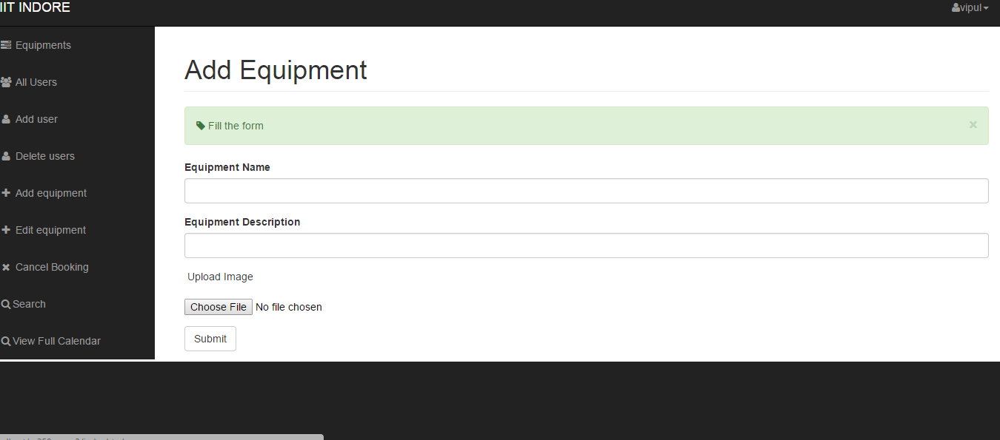 IIT INDORE
vipul
Equipments
All Users
Add user
Delete users
Add equipment
Edit equipment
Cancel Booking
Search
View Full Calendar
Add Equipment
Fill the form
×
Equipment Name
Equipment Description
Upload Image
Choose File No file chosen
Submit